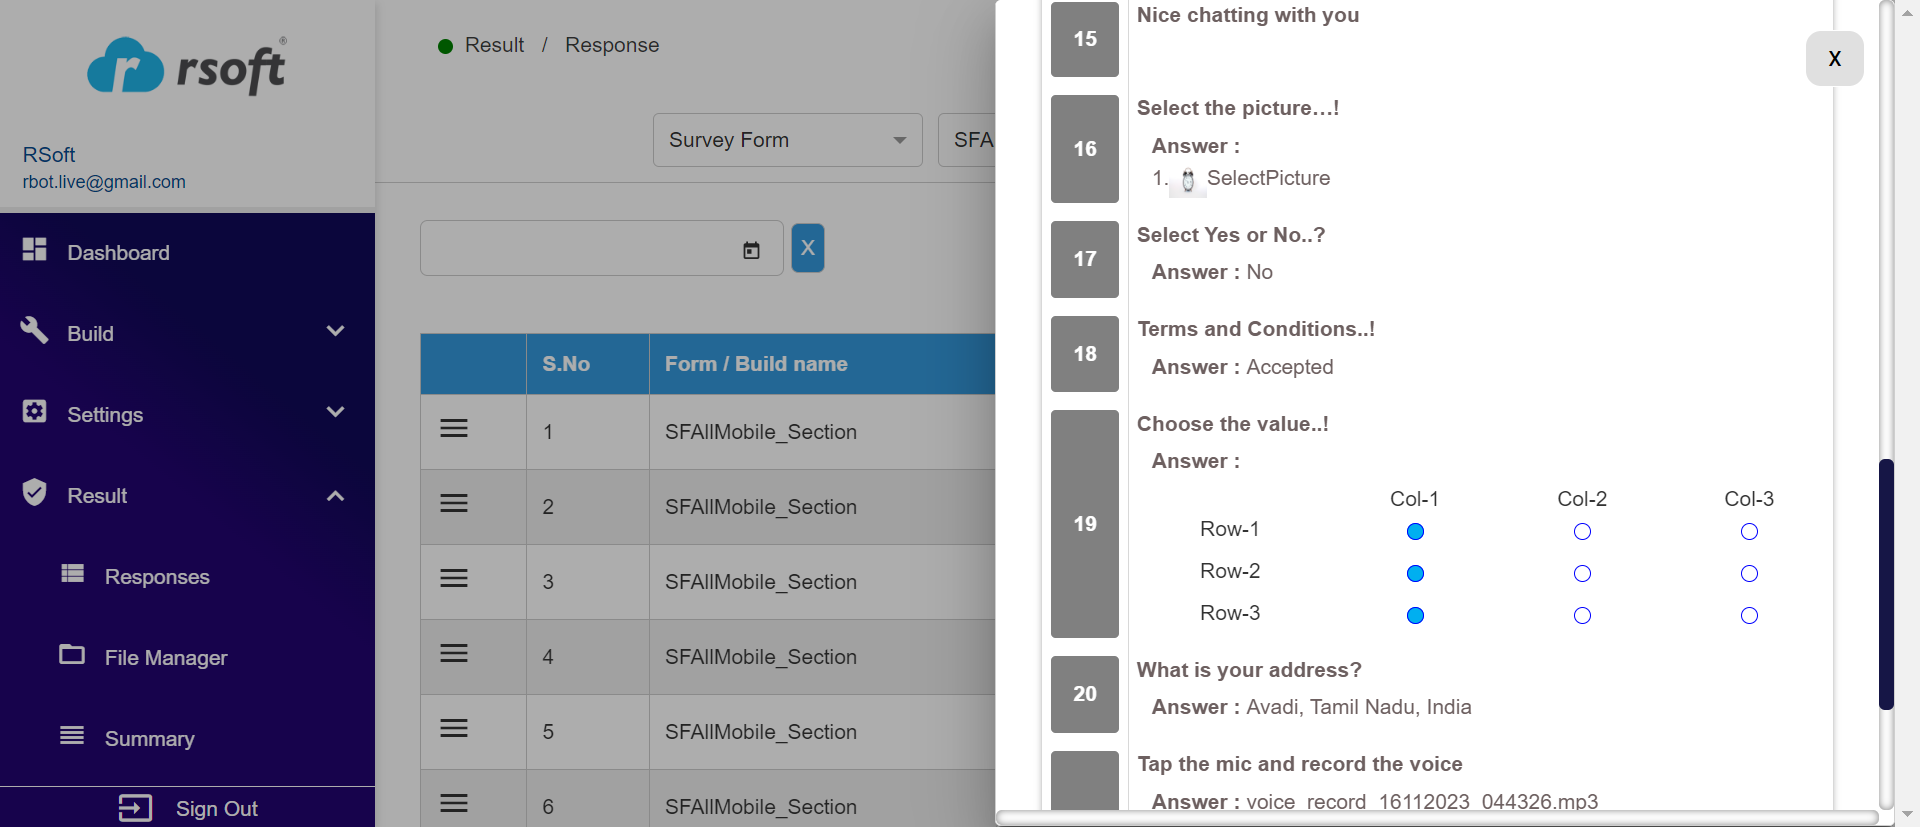 rsoft®
RSoft
rbot.live@gmail.com
Dashboard
Build
Settings
Result
Responses
File Manager
Summary
Sign Out
Result / Response
Survey Form
SFA
X
S.No
Form / Build name
1
SFAllMobile_Section
2
SFAllMobile_Section
3
SFAllMobile_Section
4
SFAllMobile_Section
5
SFAllMobile_Section
6
SFAllMobile_Section
X
15
Nice chatting with you
16
Select the picture...!
Answer :
1. SelectPicture
17
Select Yes or No..?
Answer : No
18
Terms and Conditions..!
Answer : Accepted
19
Choose the value..!
Answer :
Col-1 Col-2 Col-3
Row-1
Row-2
Row-3
20
What is your address?
Answer : Avadi, Tamil Nadu, India
Tap the mic and record the voice
Answer : voice_record_16112023_044326.mp3